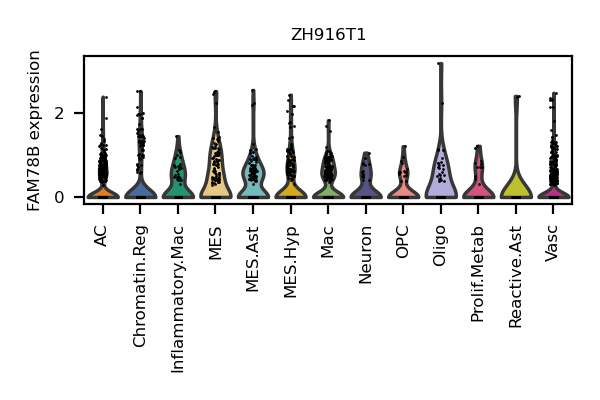 ZH916T1
FAM78B expression
2
0
AC
Chromatin.Reg
Inflammatory.Mac
MES
MES.Ast
MES.Hyp
Mac
Neuron
OPC
Oligo
Prolif.Metab
Reactive.Ast
Vasc